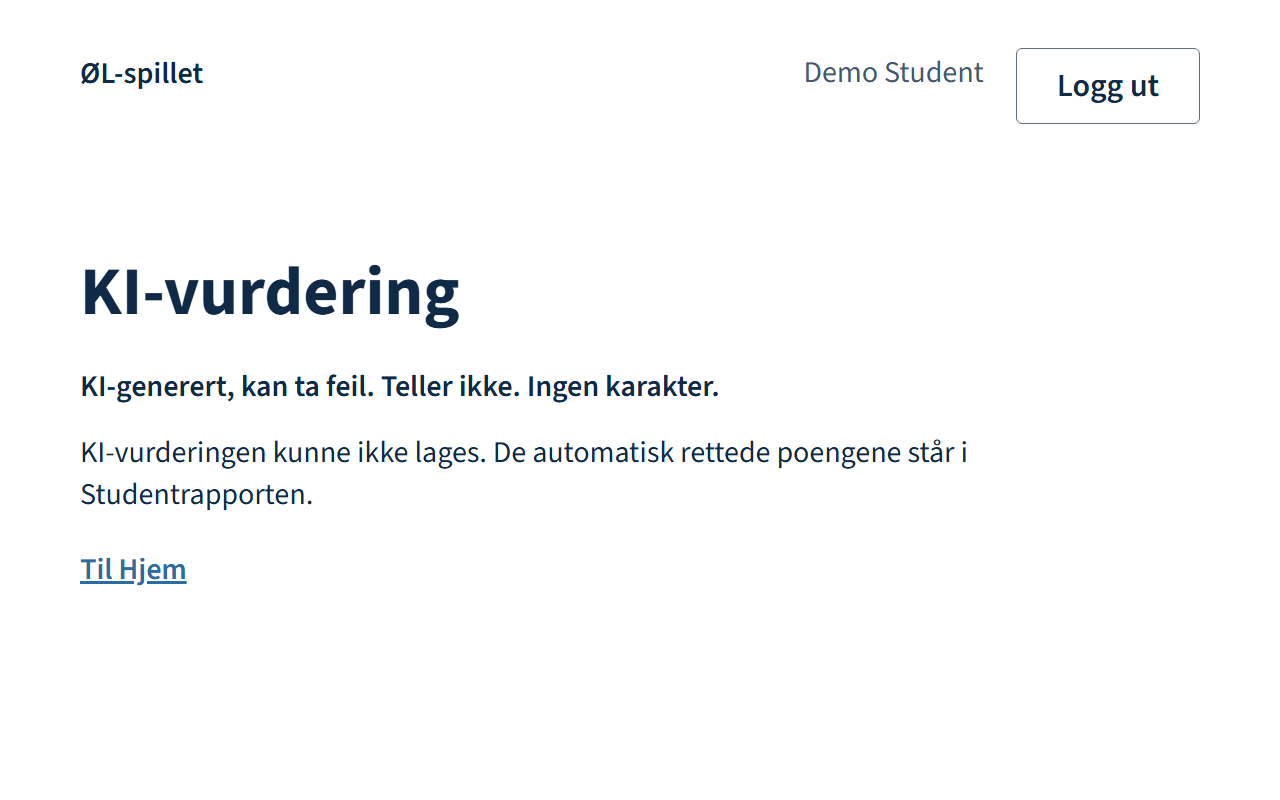 ØL-spillet
Demo Student
Logg ut
KI-vurdering
KI-generert, kan ta feil. Teller ikke. Ingen karakter.
KI-vurderingen kunne ikke lages. De automatisk rettede poengene står i
Studentrapporten.
Til Hjem